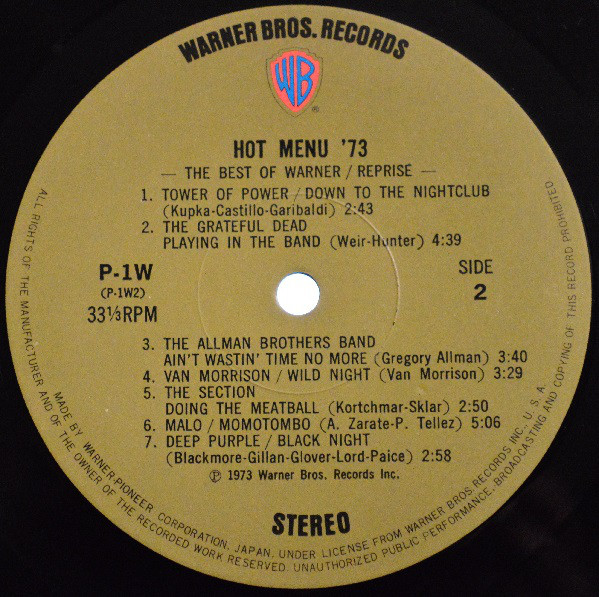 WARNER BROS. RECORDS
WB
®
HOT MENU '73
— THE BEST OF WARNER / REPRISE —
1. TOWER OF POWER / DOWN TO THE NIGHTCLUB
(Kupka-Castillo-Garibaldi) 2:43
2. THE GRATEFUL DEAD
PLAYING IN THE BAND (Weir-Hunter) 4:39
P-1W
(P-1W2)
33⅓RPM
SIDE
2
3. THE ALLMAN BROTHERS BAND
AIN'T WASTIN' TIME NO MORE (Gregory Allman) 3:40
4. VAN MORRISON / WILD NIGHT (Van Morrison) 3:29
5. THE SECTION
DOING THE MEATBALL (Kortchmar-Sklar) 2:50
6. MALO / MOMOTOMBO (A. Zarate-P. Tellez) 5:06
7. DEEP PURPLE / BLACK NIGHT
(Blackmore-Gillan-Glover-Lord-Paice) 2:58
℗ 1973 Warner Bros. Records Inc.
STEREO
MADE BY WARNER-PIONEER CORPORATION, JAPAN. UNDER LICENSE FROM WARNER BROS. RECORDS INC., U. S. A.
ALL RIGHTS OF THE MANUFACTURER AND OF THE OWNER OF THE RECORDED WORK RESERVED. UNAUTHORIZED PUBLIC PERFORMANCE, BROADCASTING AND COPYING OF THIS RECORD PROHIBITED